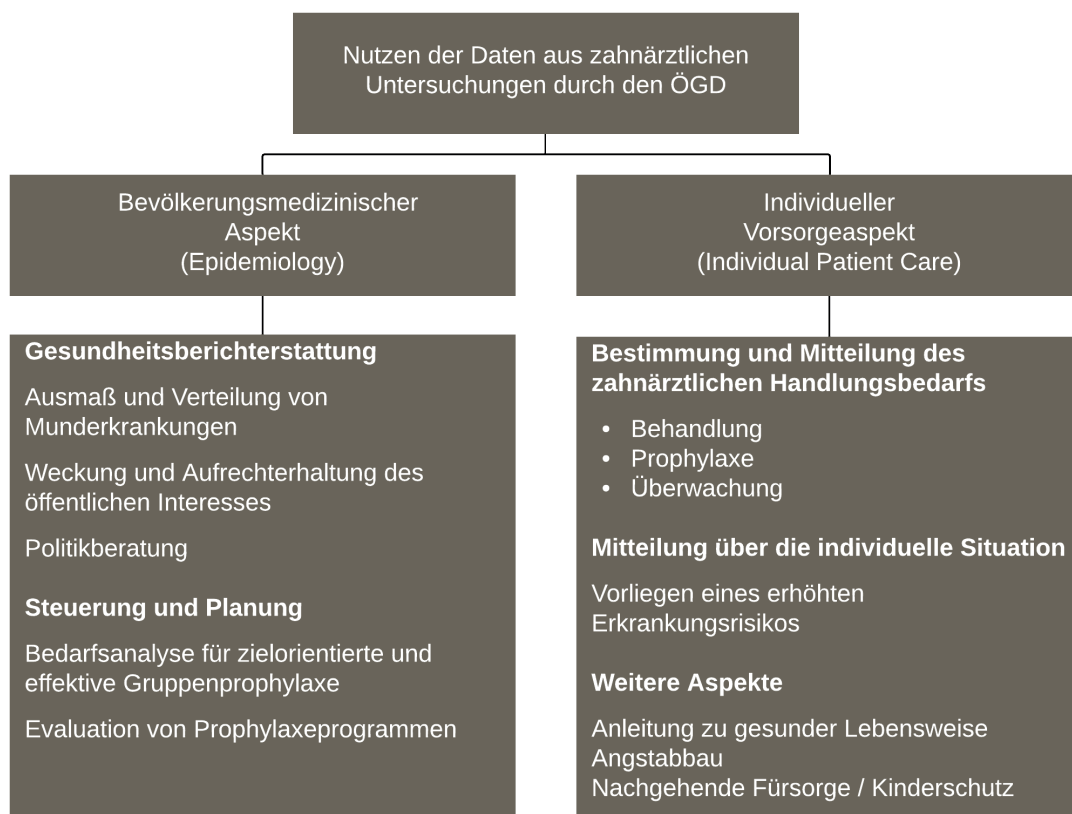 Nutzen der Daten aus zahnärztlichen
Untersuchungen durch den ÖGD
Bevölkerungsmedizinischer
Aspekt
(Epidemiology)
Gesundheitsberichterstattung
Ausmaß und Verteilung von
Munderkrankungen
Weckung und Aufrechterhaltung des
öffentlichen Interesses
Politikberatung
Steuerung und Planung
Bedarfsanalyse für zielorientierte und
effektive Gruppenprophylaxe
Evaluation von Prophylaxeprogrammen
Individueller
Vorsorgeaspekt
(Individual Patient Care)
Bestimmung und Mitteilung des
zahnärztlichen Handlungsbedarfs
• Behandlung
• Prophylaxe
• Überwachung
Mitteilung über die individuelle Situation
Vorliegen eines erhöhten
Erkrankungsrisikos
Weitere Aspekte
Anleitung zu gesunder Lebensweise
Angstabbau
Nachgehende Fürsorge / Kinderschutz